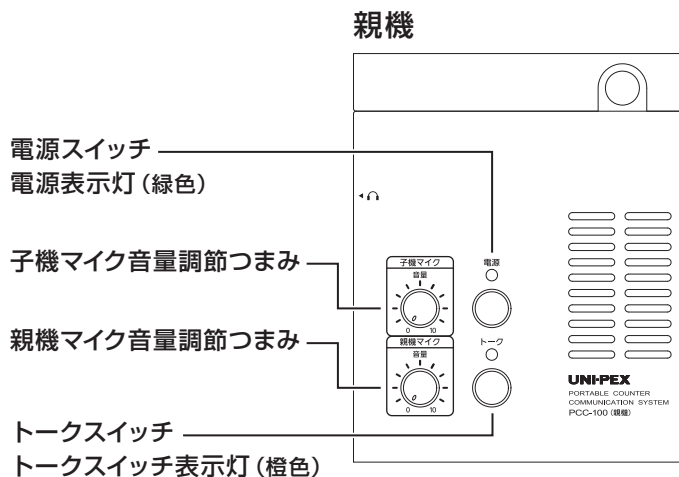 親機
電源スイッチ
電源表示灯（緑色）
子機マイク音量調節つまみ
親機マイク音量調節つまみ
トークスイッチ
トークスイッチ表示灯（橙色）
子機マイク
音量
0 10
電源
親機マイク
音量
0 10
トーク
UNI-PEX
PORTABLE COUNTER
COMMUNICATION SYSTEM
PCC-100（親機）